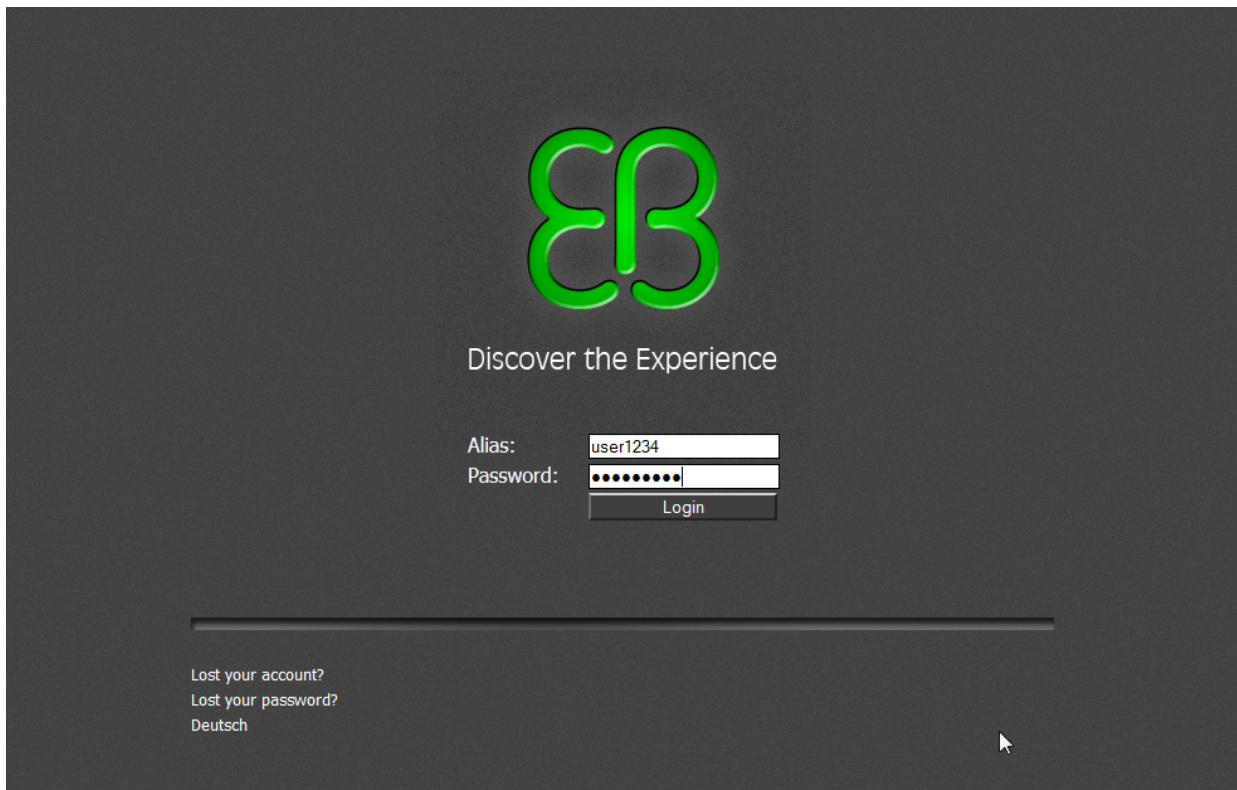 Discover the Experience
Alias: user1234
Password: ●●●●●●●●●
Login
Lost your account?
Lost your password?
Deutsch